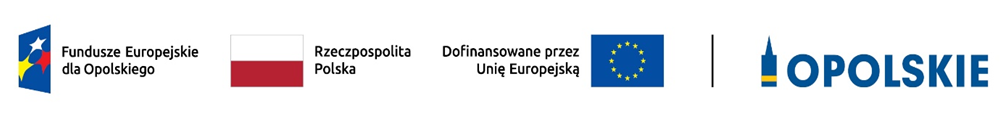 Fundusze Europejskie
dla Opolskiego
Rzeczpospolita
Polska
Dofinansowane przez
Unię Europejską
OPOLSKIE